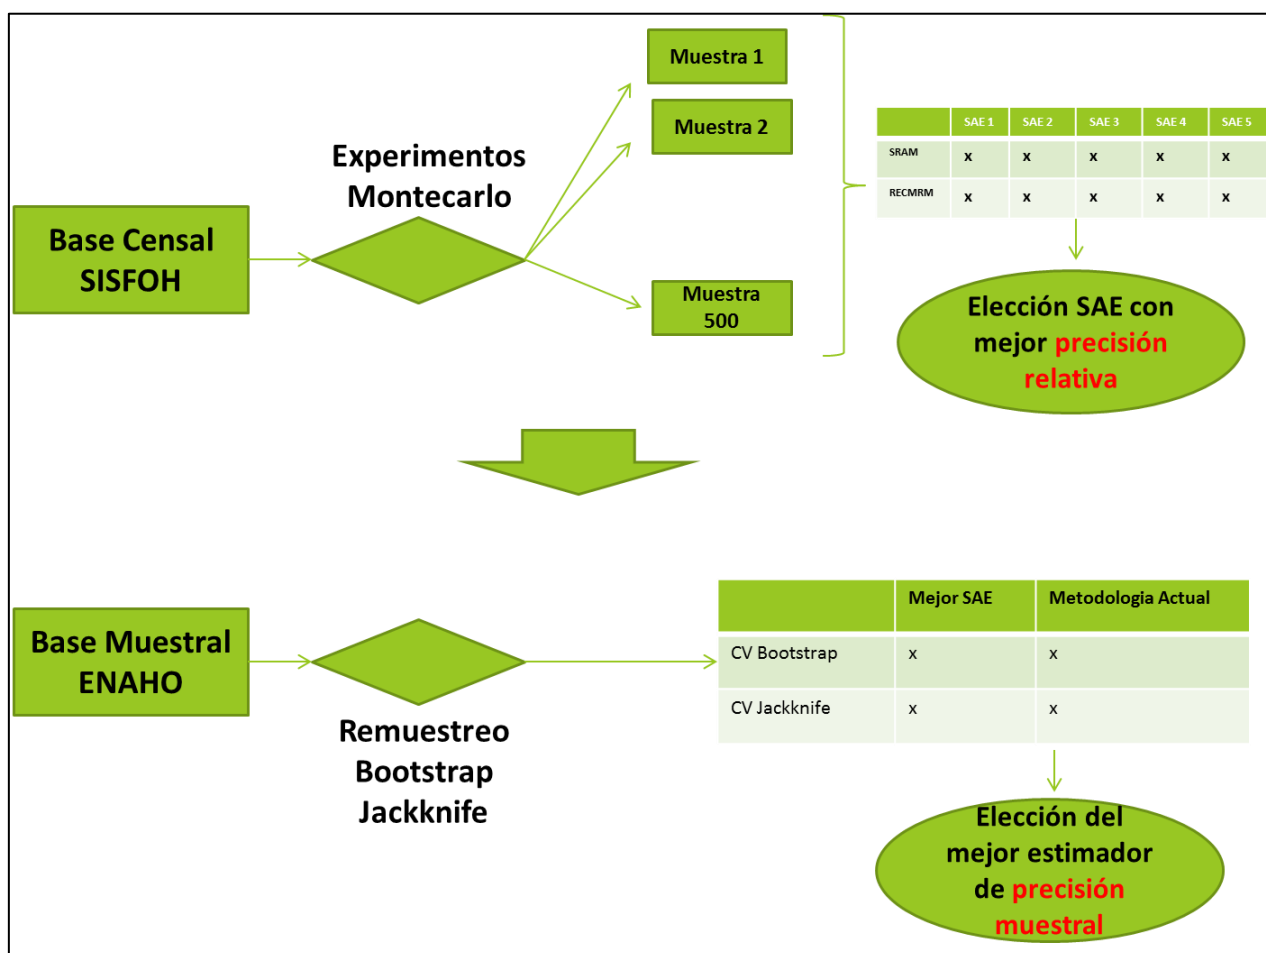 Muestra 1
Muestra 2
Experimentos
Montecarlo
Base Censal
SISFOH
Muestra
500
SAE 1 SAE 2 SAE 3 SAE 4 SAE 5
SRAM x x x x x
RECMRM x x x x x
Elección SAE con
mejor precisión
relativa
Base Muestral
ENAHO
Remuestreo
Bootstrap
Jackknife
Mejor SAE Metodologia Actual
CV Bootstrap x x
CV Jackknife x x
Elección del
mejor estimador
de precisión
muestral